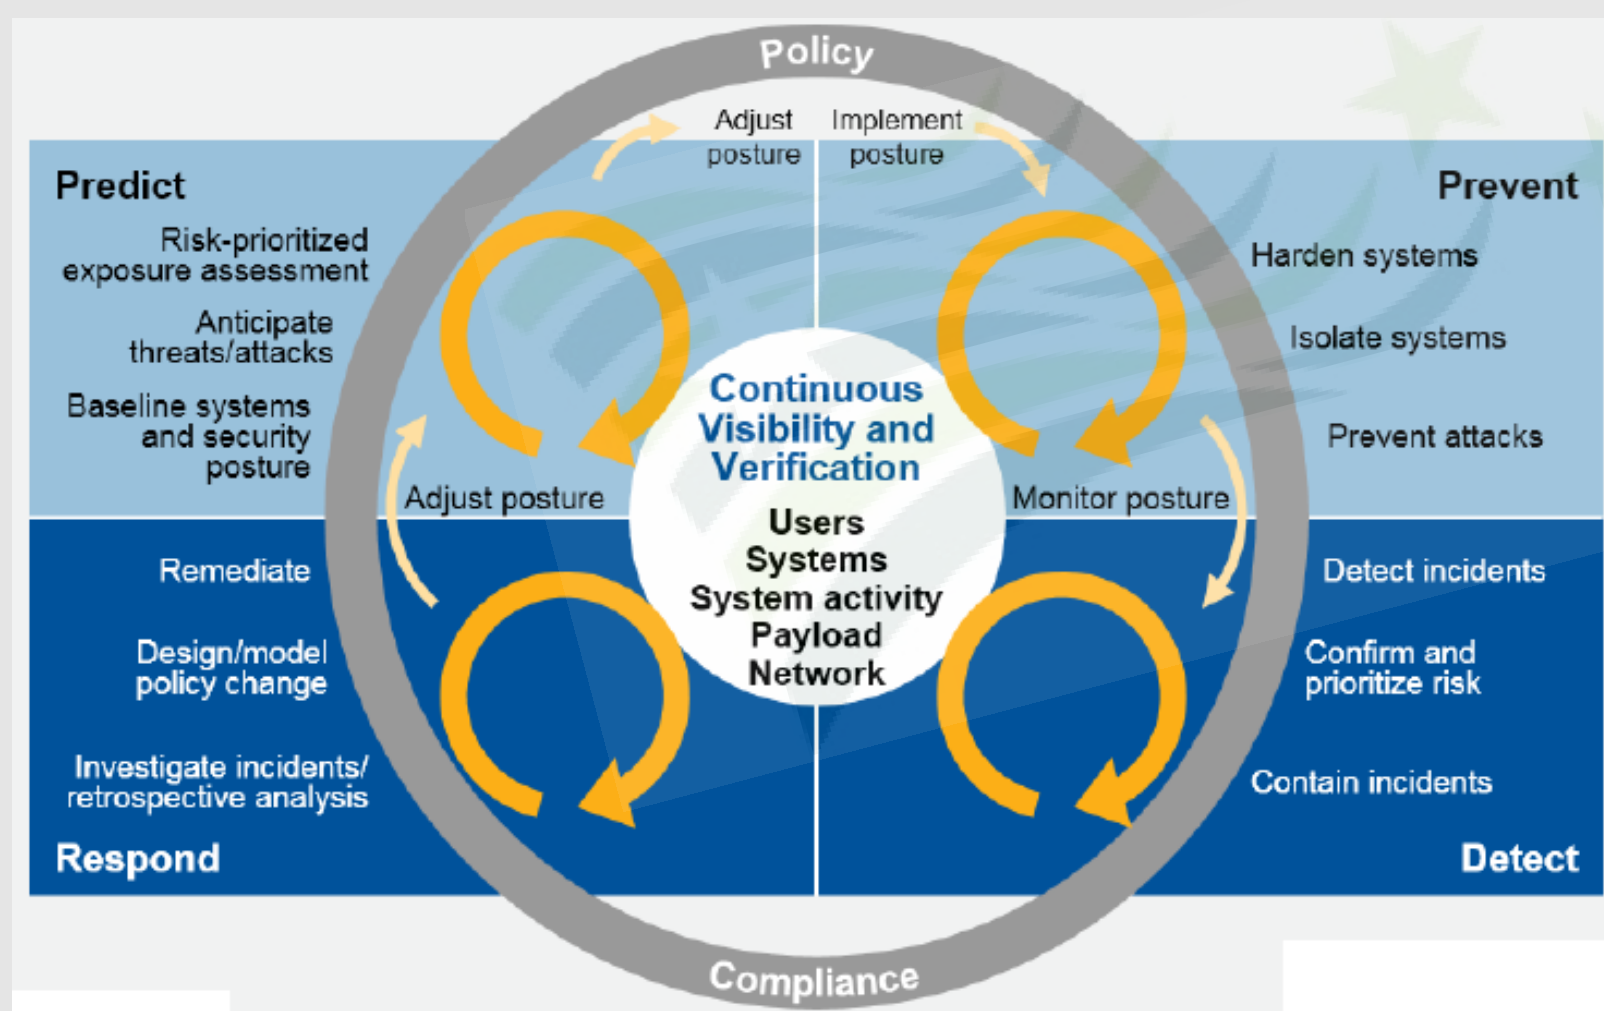 Policy
Adjust
posture
Implement
posture
Predict
Risk-prioritized
exposure assessment
Anticipate
threats/attacks
Baseline systems
and security
posture
Prevent
Harden systems
Isolate systems
Prevent attacks
Continuous
Visibility and
Verification
Users
Systems
System activity
Payload
Network
Adjust posture
Monitor posture
Remediate
Design/model
policy change
Investigate incidents/
retrospective analysis
Respond
Detect incidents
Confirm and
prioritize risk
Contain incidents
Detect
Compliance